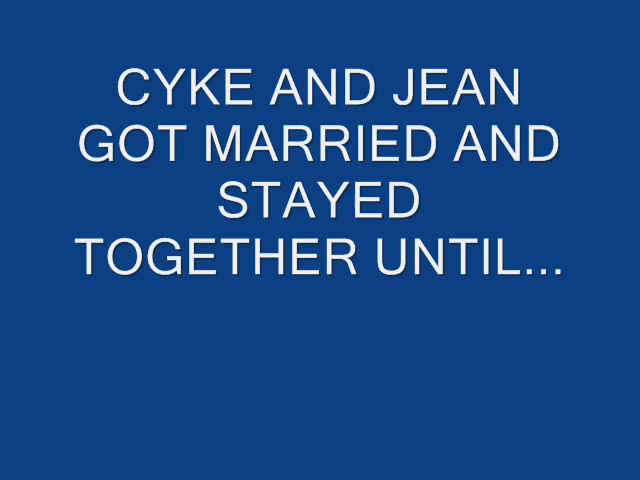 CYKE AND JEAN
GOT MARRIED AND
STAYED
TOGETHER UNTIL...